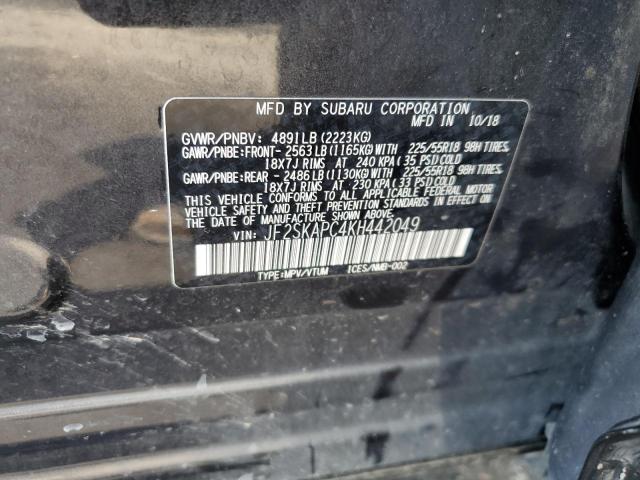 MFD BY SUBARU CORPORATION
MFD IN 10/18
GVWR/PNBV: 4891LB(2223KG)
GAWR/PNBE:FRONT- 2563LB(1165KG)WITH 225/55R18 98H TIRES,
18X7J RIMS AT 240 KPA(35 PSI)COLD
GAWR/PNBE:REAR - 2486LB(1130KG)WITH 225/55R18 98H TIRES,
18X7J RIMS AT 230 KPA(33 PSI)COLD
THIS VEHICLE CONFORMS TO ALL APPLICABLE FEDERAL MOTOR
VEHICLE SAFETY AND THEFT PREVENTION STANDARDS
IN EFFECT ON THE DATE OF MANUFACTURE SHOWN ABOVE.
VIN: JF2SKAPC4KH442049
TYPE:MPV/VTUM ICES/NMB-002